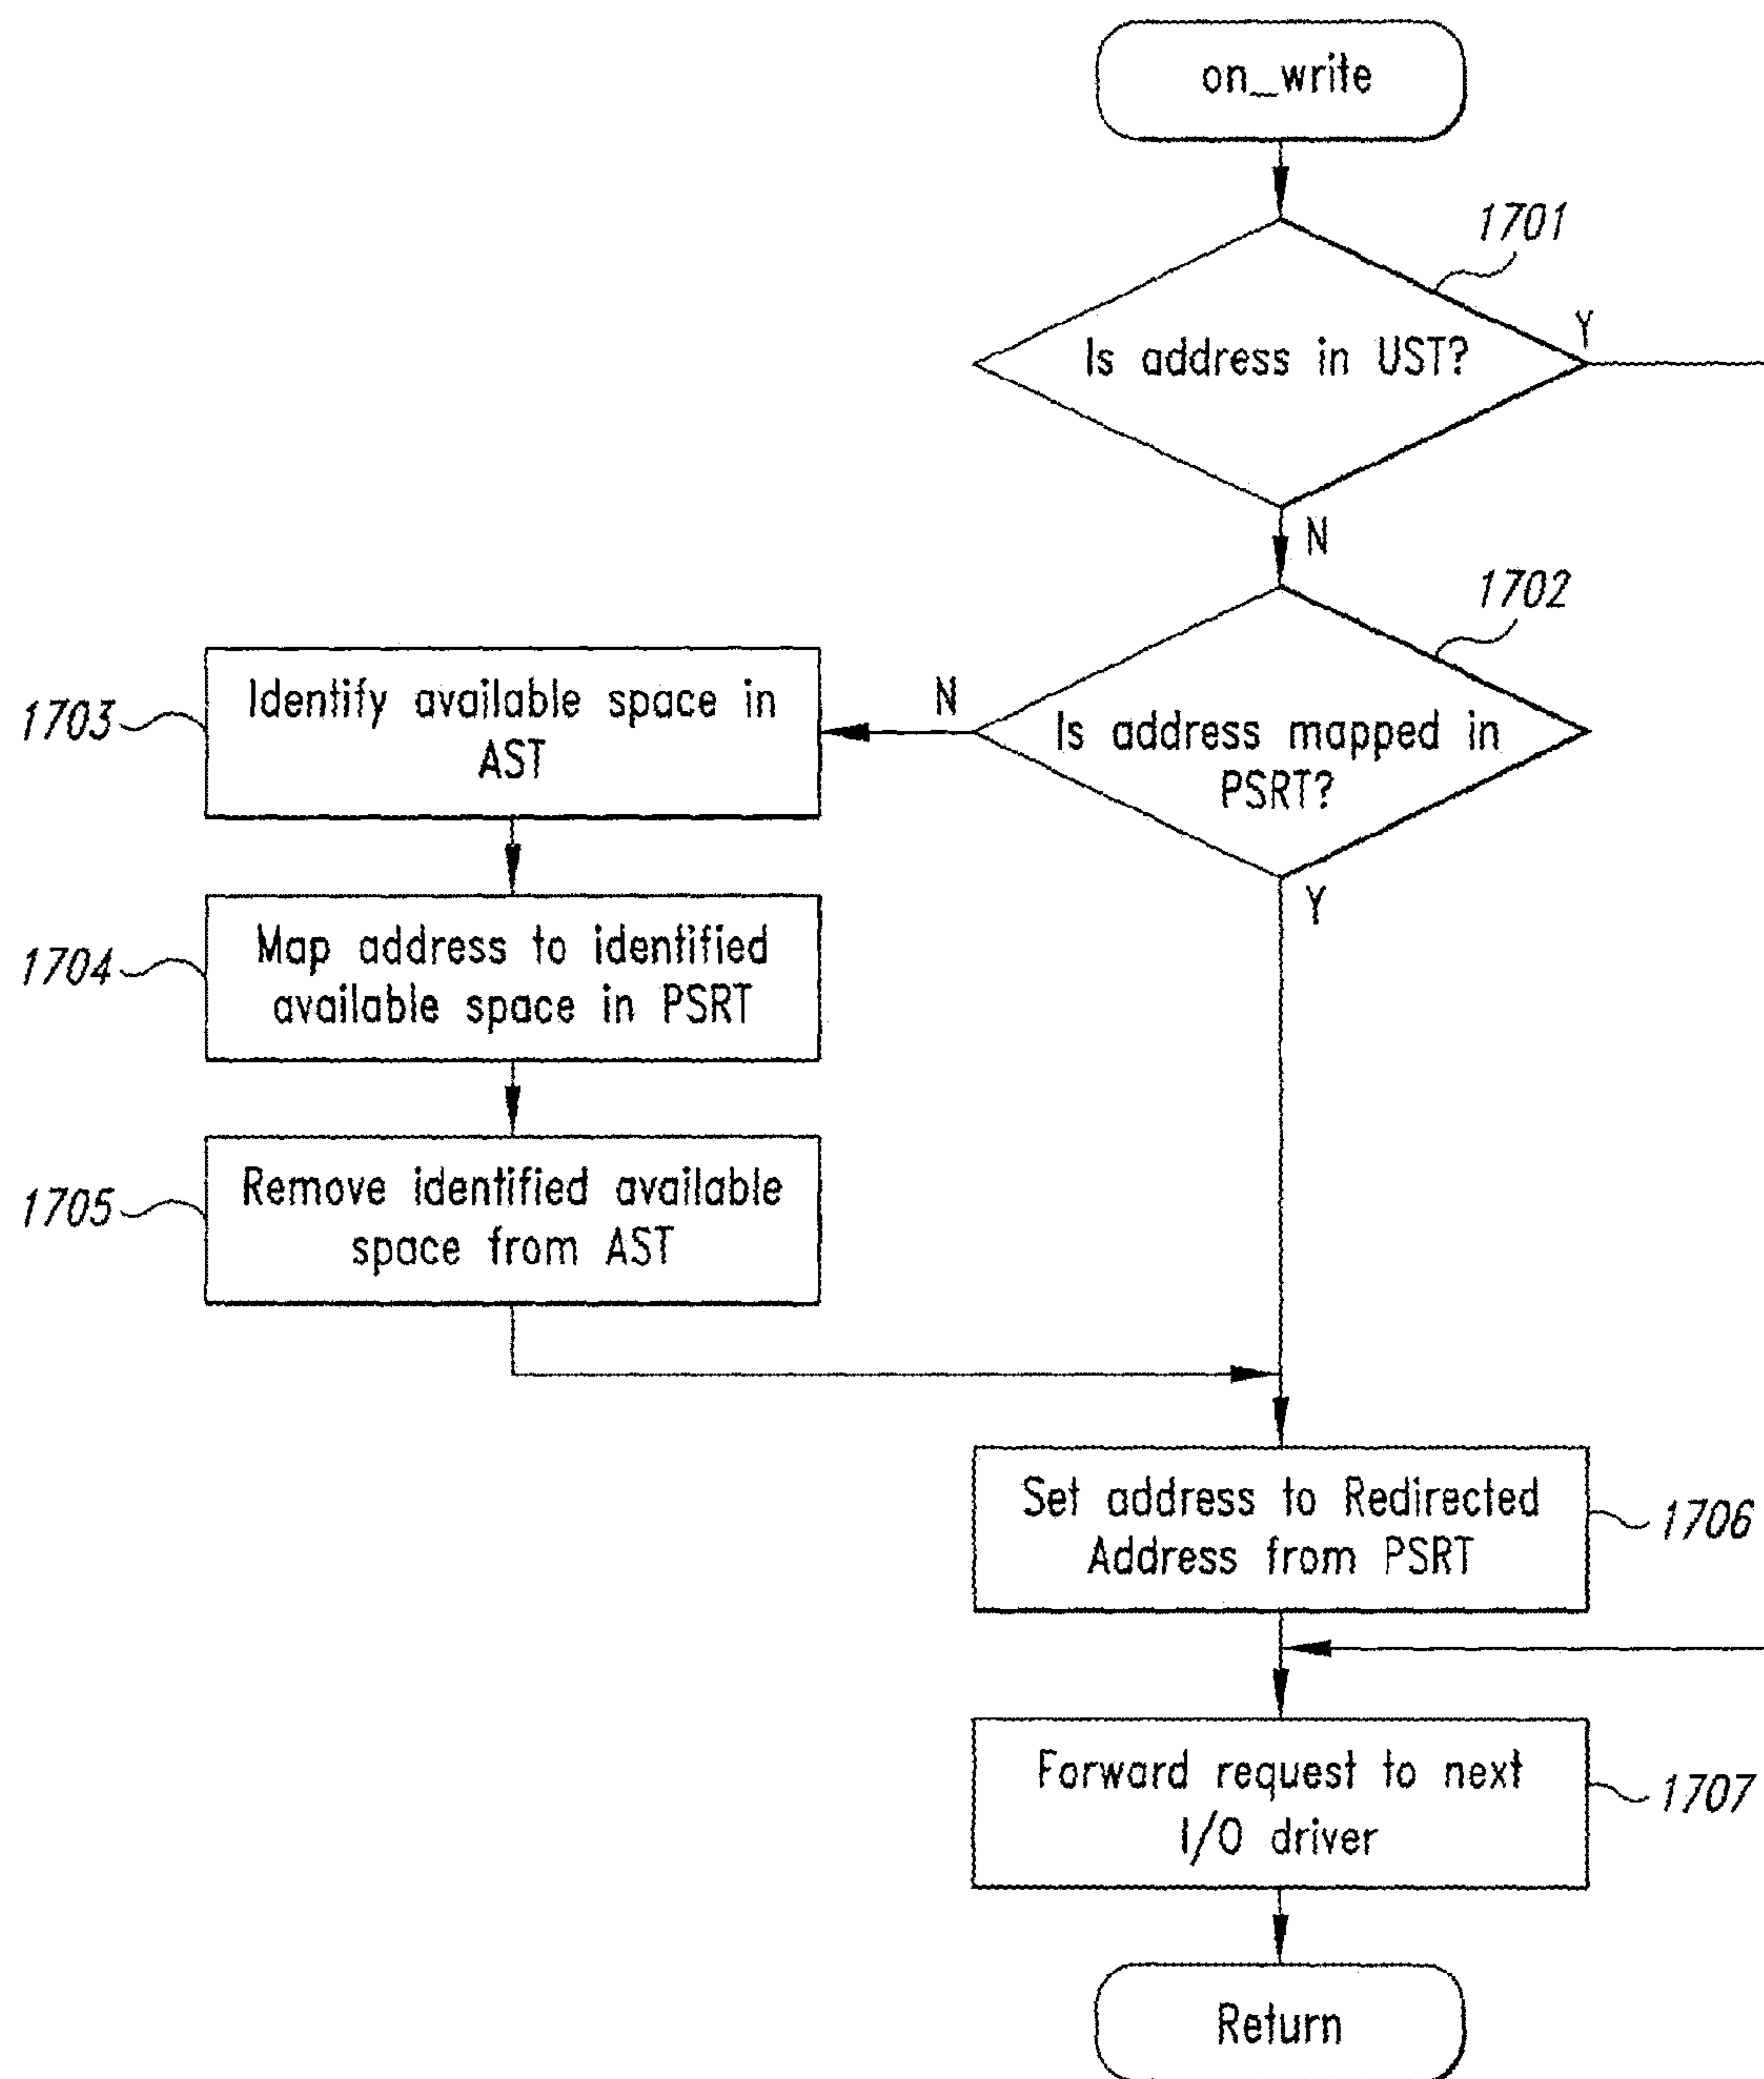 on_write
1701
Is address in UST?
Y
N
1702
Is address mapped in
PSRT?
N
Y
1703
Identify available space in
AST
1704
Map address to identified
available space in PSRT
1705
Remove identified available
space from AST
Set address to Redirected
Address from PSRT
1706
Forward request to next
I/O driver
1707
Return